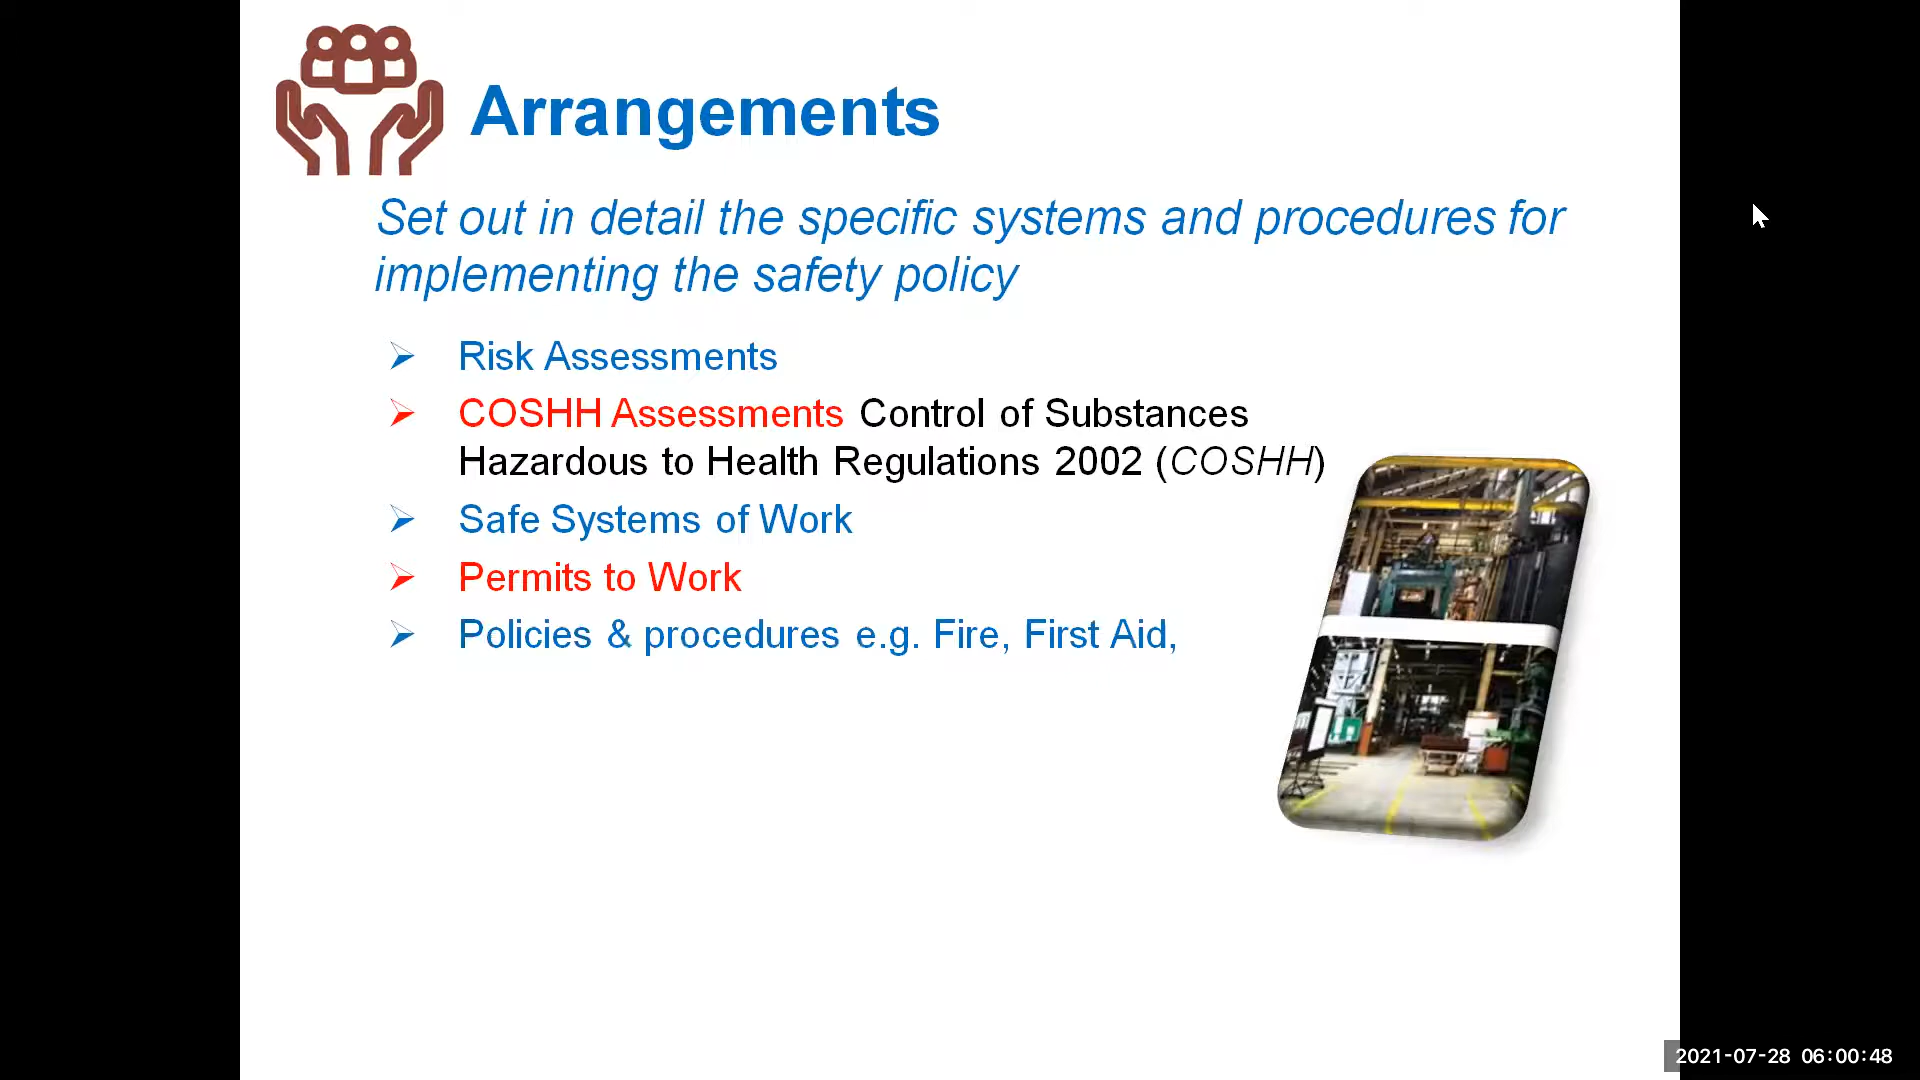 Arrangements
Set out in detail the specific systems and procedures for
implementing the safety policy
Risk Assessments
COSHH Assessments Control of Substances
Hazardous to Health Regulations 2002 (COSHH)
Safe Systems of Work
Permits to Work
Policies & procedures e.g. Fire, First Aid,
2021-07-28 06:00:48